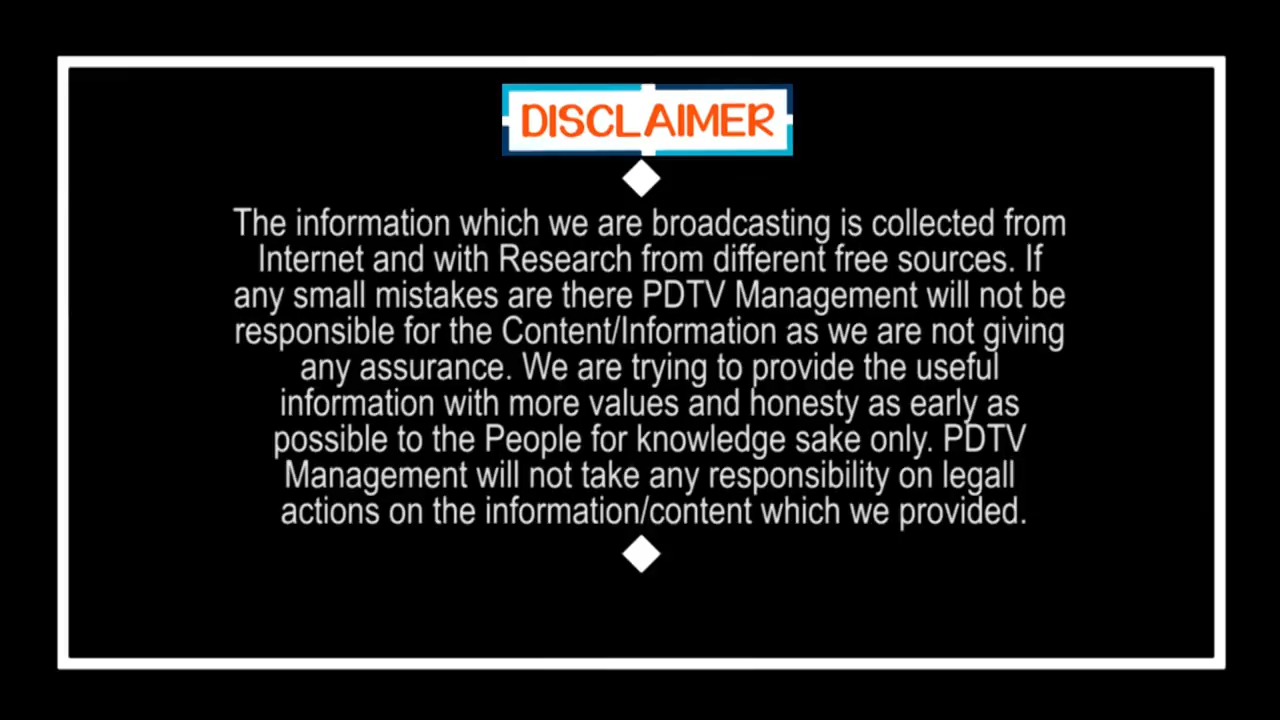 DISCLAIMER
The information which we are broadcasting is collected from
Internet and with Research from different free sources. If
any small mistakes are there PDTV Management will not be
responsible for the Content/Information as we are not giving
any assurance. We are trying to provide the useful
information with more values and honesty as early as
possible to the People for knowledge sake only. PDTV
Management will not take any responsibility on legall
actions on the information/content which we provided.